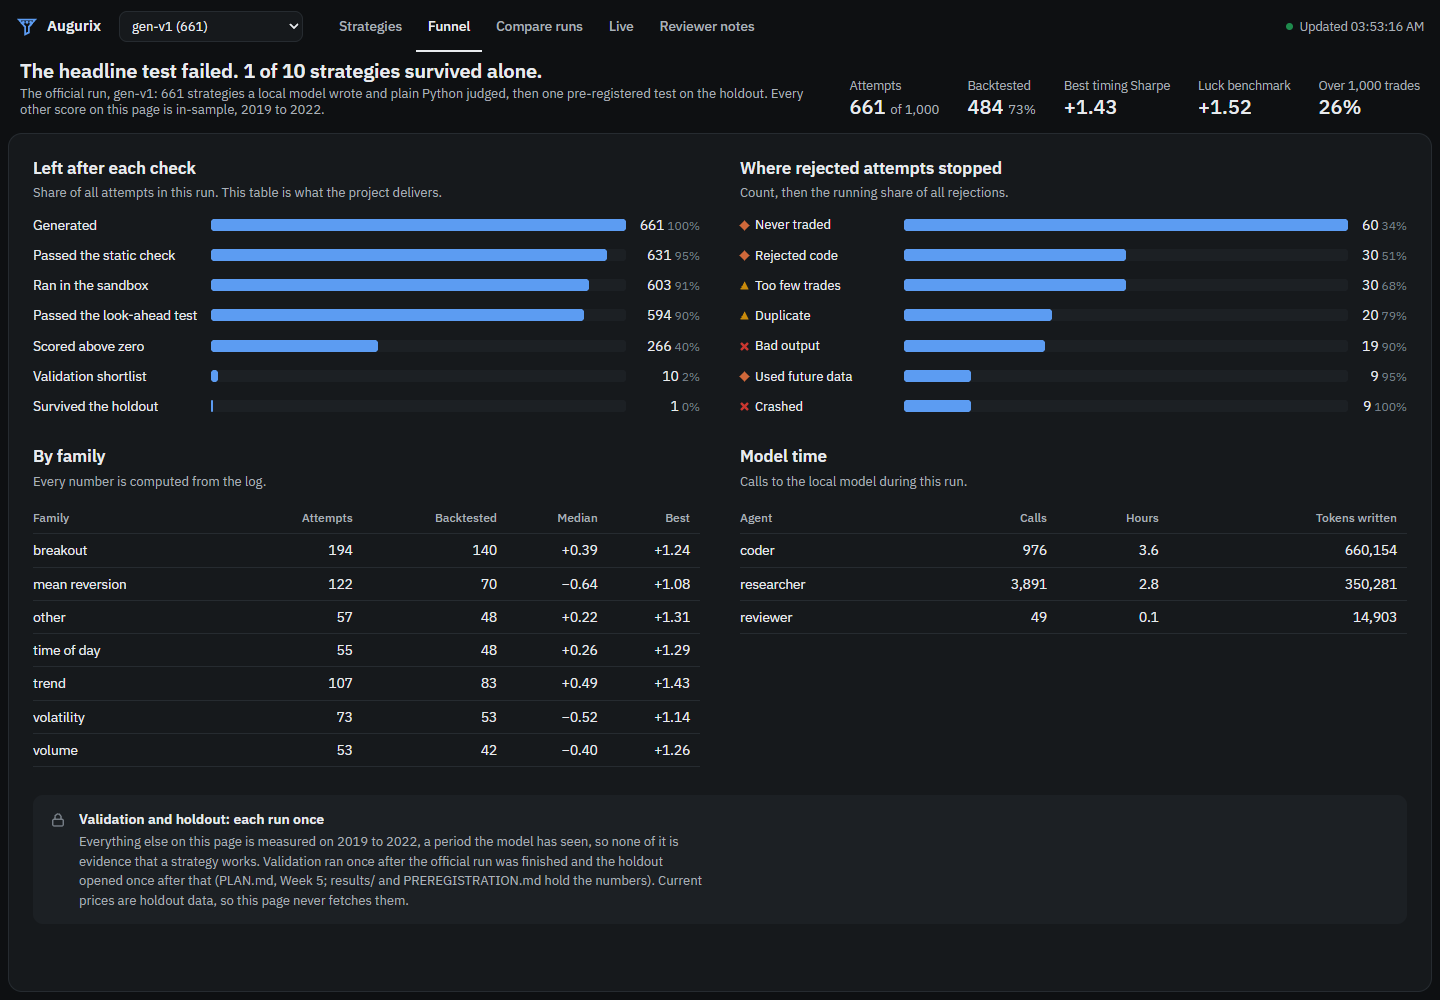 Augurix
gen-v1 (661)
Strategies
Funnel
Compare runs
Live
Reviewer notes
Updated 03:53:16 AM
The headline test failed. 1 of 10 strategies survived alone.
The official run, gen-v1: 661 strategies a local model wrote and plain Python judged, then one pre-registered test on the holdout. Every
other score on this page is in-sample, 2019 to 2022.
Attempts
661 of 1,000
Backtested
484 73%
Best timing Sharpe
+1.43
Luck benchmark
+1.52
Over 1,000 trades
26%
Left after each check
Share of all attempts in this run. This table is what the project delivers.
Generated 661 100%
Passed the static check 631 95%
Ran in the sandbox 603 91%
Passed the look-ahead test 594 90%
Scored above zero 266 40%
Validation shortlist 10 2%
Survived the holdout 1 0%
Where rejected attempts stopped
Count, then the running share of all rejections.
Never traded 60 34%
Rejected code 30 51%
Too few trades 30 68%
Duplicate 20 79%
Bad output 19 90%
Used future data 9 95%
Crashed 9 100%
By family
Every number is computed from the log.
Family Attempts Backtested Median Best
breakout 194 140 +0.39 +1.24
mean reversion 122 70 −0.64 +1.08
other 57 48 +0.22 +1.31
time of day 55 48 +0.26 +1.29
trend 107 83 +0.49 +1.43
volatility 73 53 −0.52 +1.14
volume 53 42 −0.40 +1.26
Model time
Calls to the local model during this run.
Agent Calls Hours Tokens written
coder 976 3.6 660,154
researcher 3,891 2.8 350,281
reviewer 49 0.1 14,903
Validation and holdout: each run once
Everything else on this page is measured on 2019 to 2022, a period the model has seen, so none of it is
evidence that a strategy works. Validation ran once after the official run was finished and the holdout
opened once after that (PLAN.md, Week 5; results/ and PREREGISTRATION.md hold the numbers). Current
prices are holdout data, so this page never fetches them.